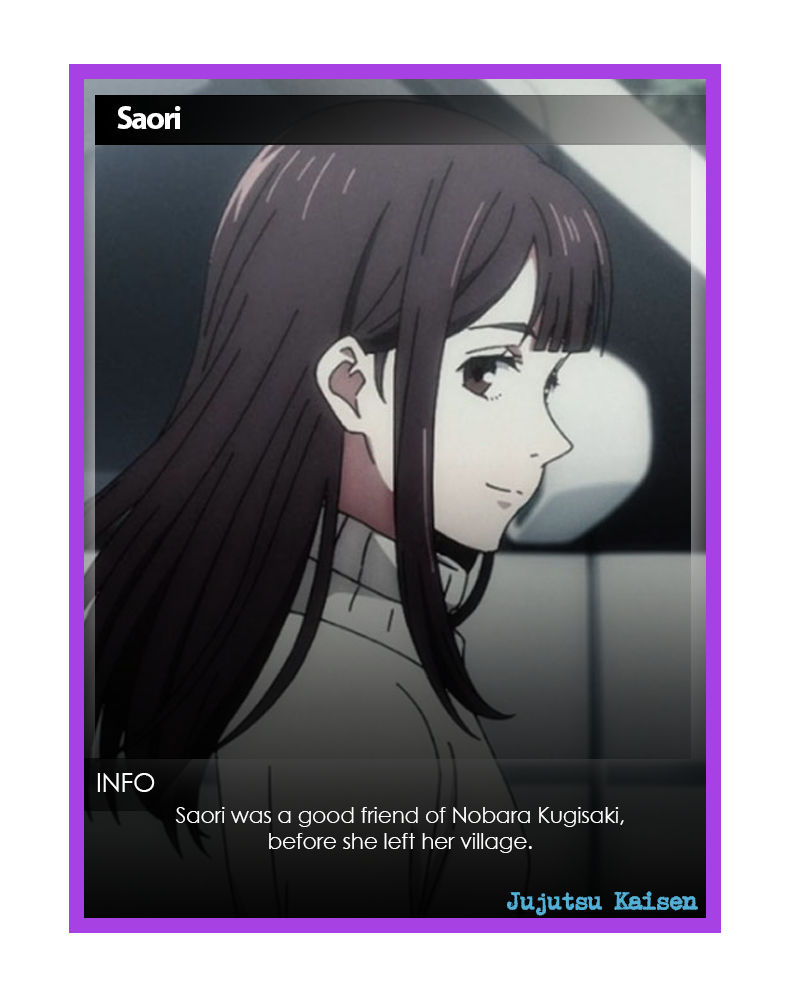 Saori
INFO
Saori was a good friend of Nobara Kugisaki,
before she left her village.
Jujutsu Kaisen